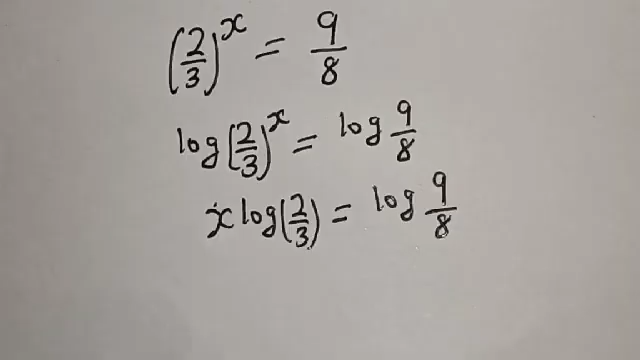 (2/3)^x = 9/8
log(2/3)^x = log 9/8
x log(2/3) = log 9/8